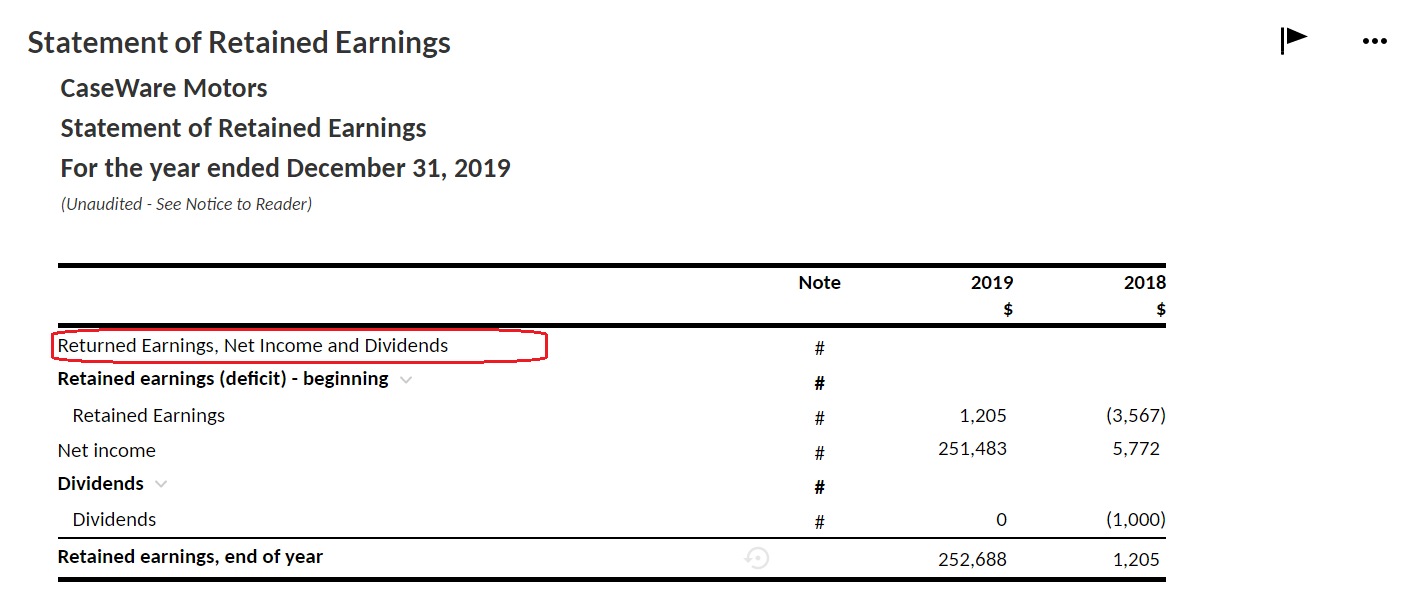 Statement of Retained Earnings
CaseWare Motors
Statement of Retained Earnings
For the year ended December 31, 2019
(Unaudited - See Notice to Reader)
Note 2019 2018
$ $
Returned Earnings, Net Income and Dividends #
Retained earnings (deficit) - beginning #
Retained Earnings # 1,205 (3,567)
Net income # 251,483 5,772
Dividends #
Dividends # 0 (1,000)
Retained earnings, end of year 252,688 1,205